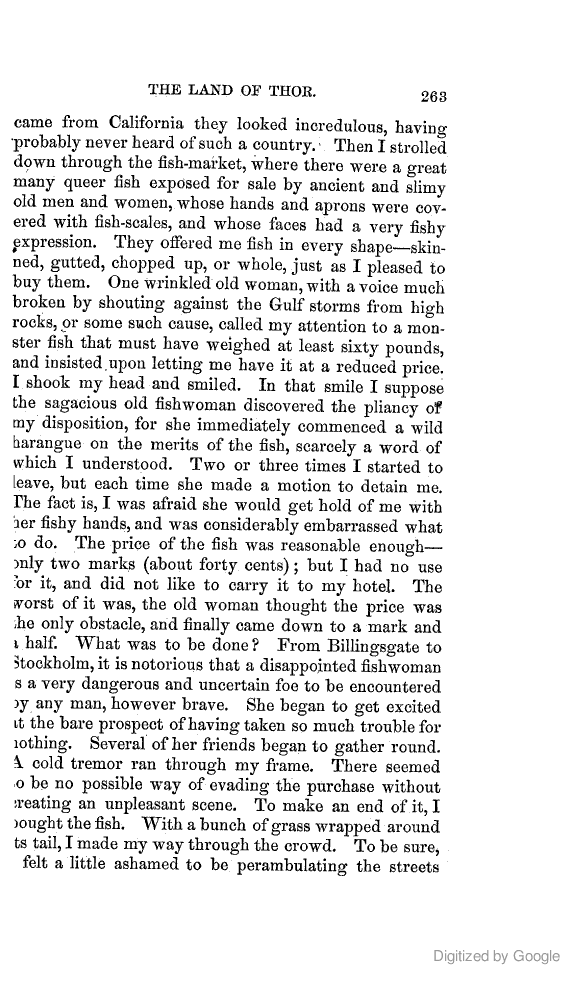 THE LAND OF THOR. 263
came from California they looked incredulous, having
probably never heard of such a country. Then I strolled
down through the fish-market, where there were a great
many queer fish exposed for sale by ancient and slimy
old men and women, whose hands and aprons were cov-
ered with fish-scales, and whose faces had a very fishy
expression. They offered me fish in every shape—skin-
ned, gutted, chopped up, or whole, just as I pleased to
buy them. One wrinkled old woman, with a voice much
broken by shouting against the Gulf storms from high
rocks, or some such cause, called my attention to a mon-
ster fish that must have weighed at least sixty pounds,
and insisted upon letting me have it at a reduced price.
I shook my head and smiled. In that smile I suppose
the sagacious old fishwoman discovered the pliancy of
my disposition, for she immediately commenced a wild
harangue on the merits of the fish, scarcely a word of
which I understood. Two or three times I started to
leave, but each time she made a motion to detain me.
The fact is, I was afraid she would get hold of me with
her fishy hands, and was considerably embarrassed what
to do. The price of the fish was reasonable enough—
only two marks (about forty cents); but I had no use
for it, and did not like to carry it to my hotel. The
worst of it was, the old woman thought the price was
the only obstacle, and finally came down to a mark and
a half. What was to be done? From Billingsgate to
Stockholm, it is notorious that a disappointed fishwoman
s a very dangerous and uncertain foe to be encountered
by any man, however brave. She began to get excited
at the bare prospect of having taken so much trouble for
nothing. Several of her friends began to gather round.
A cold tremor ran through my frame. There seemed
to be no possible way of evading the purchase without
creating an unpleasant scene. To make an end of it, I
bought the fish. With a bunch of grass wrapped around
ts tail, I made my way through the crowd. To be sure,
felt a little ashamed to be perambulating the streets
Digitized by Google